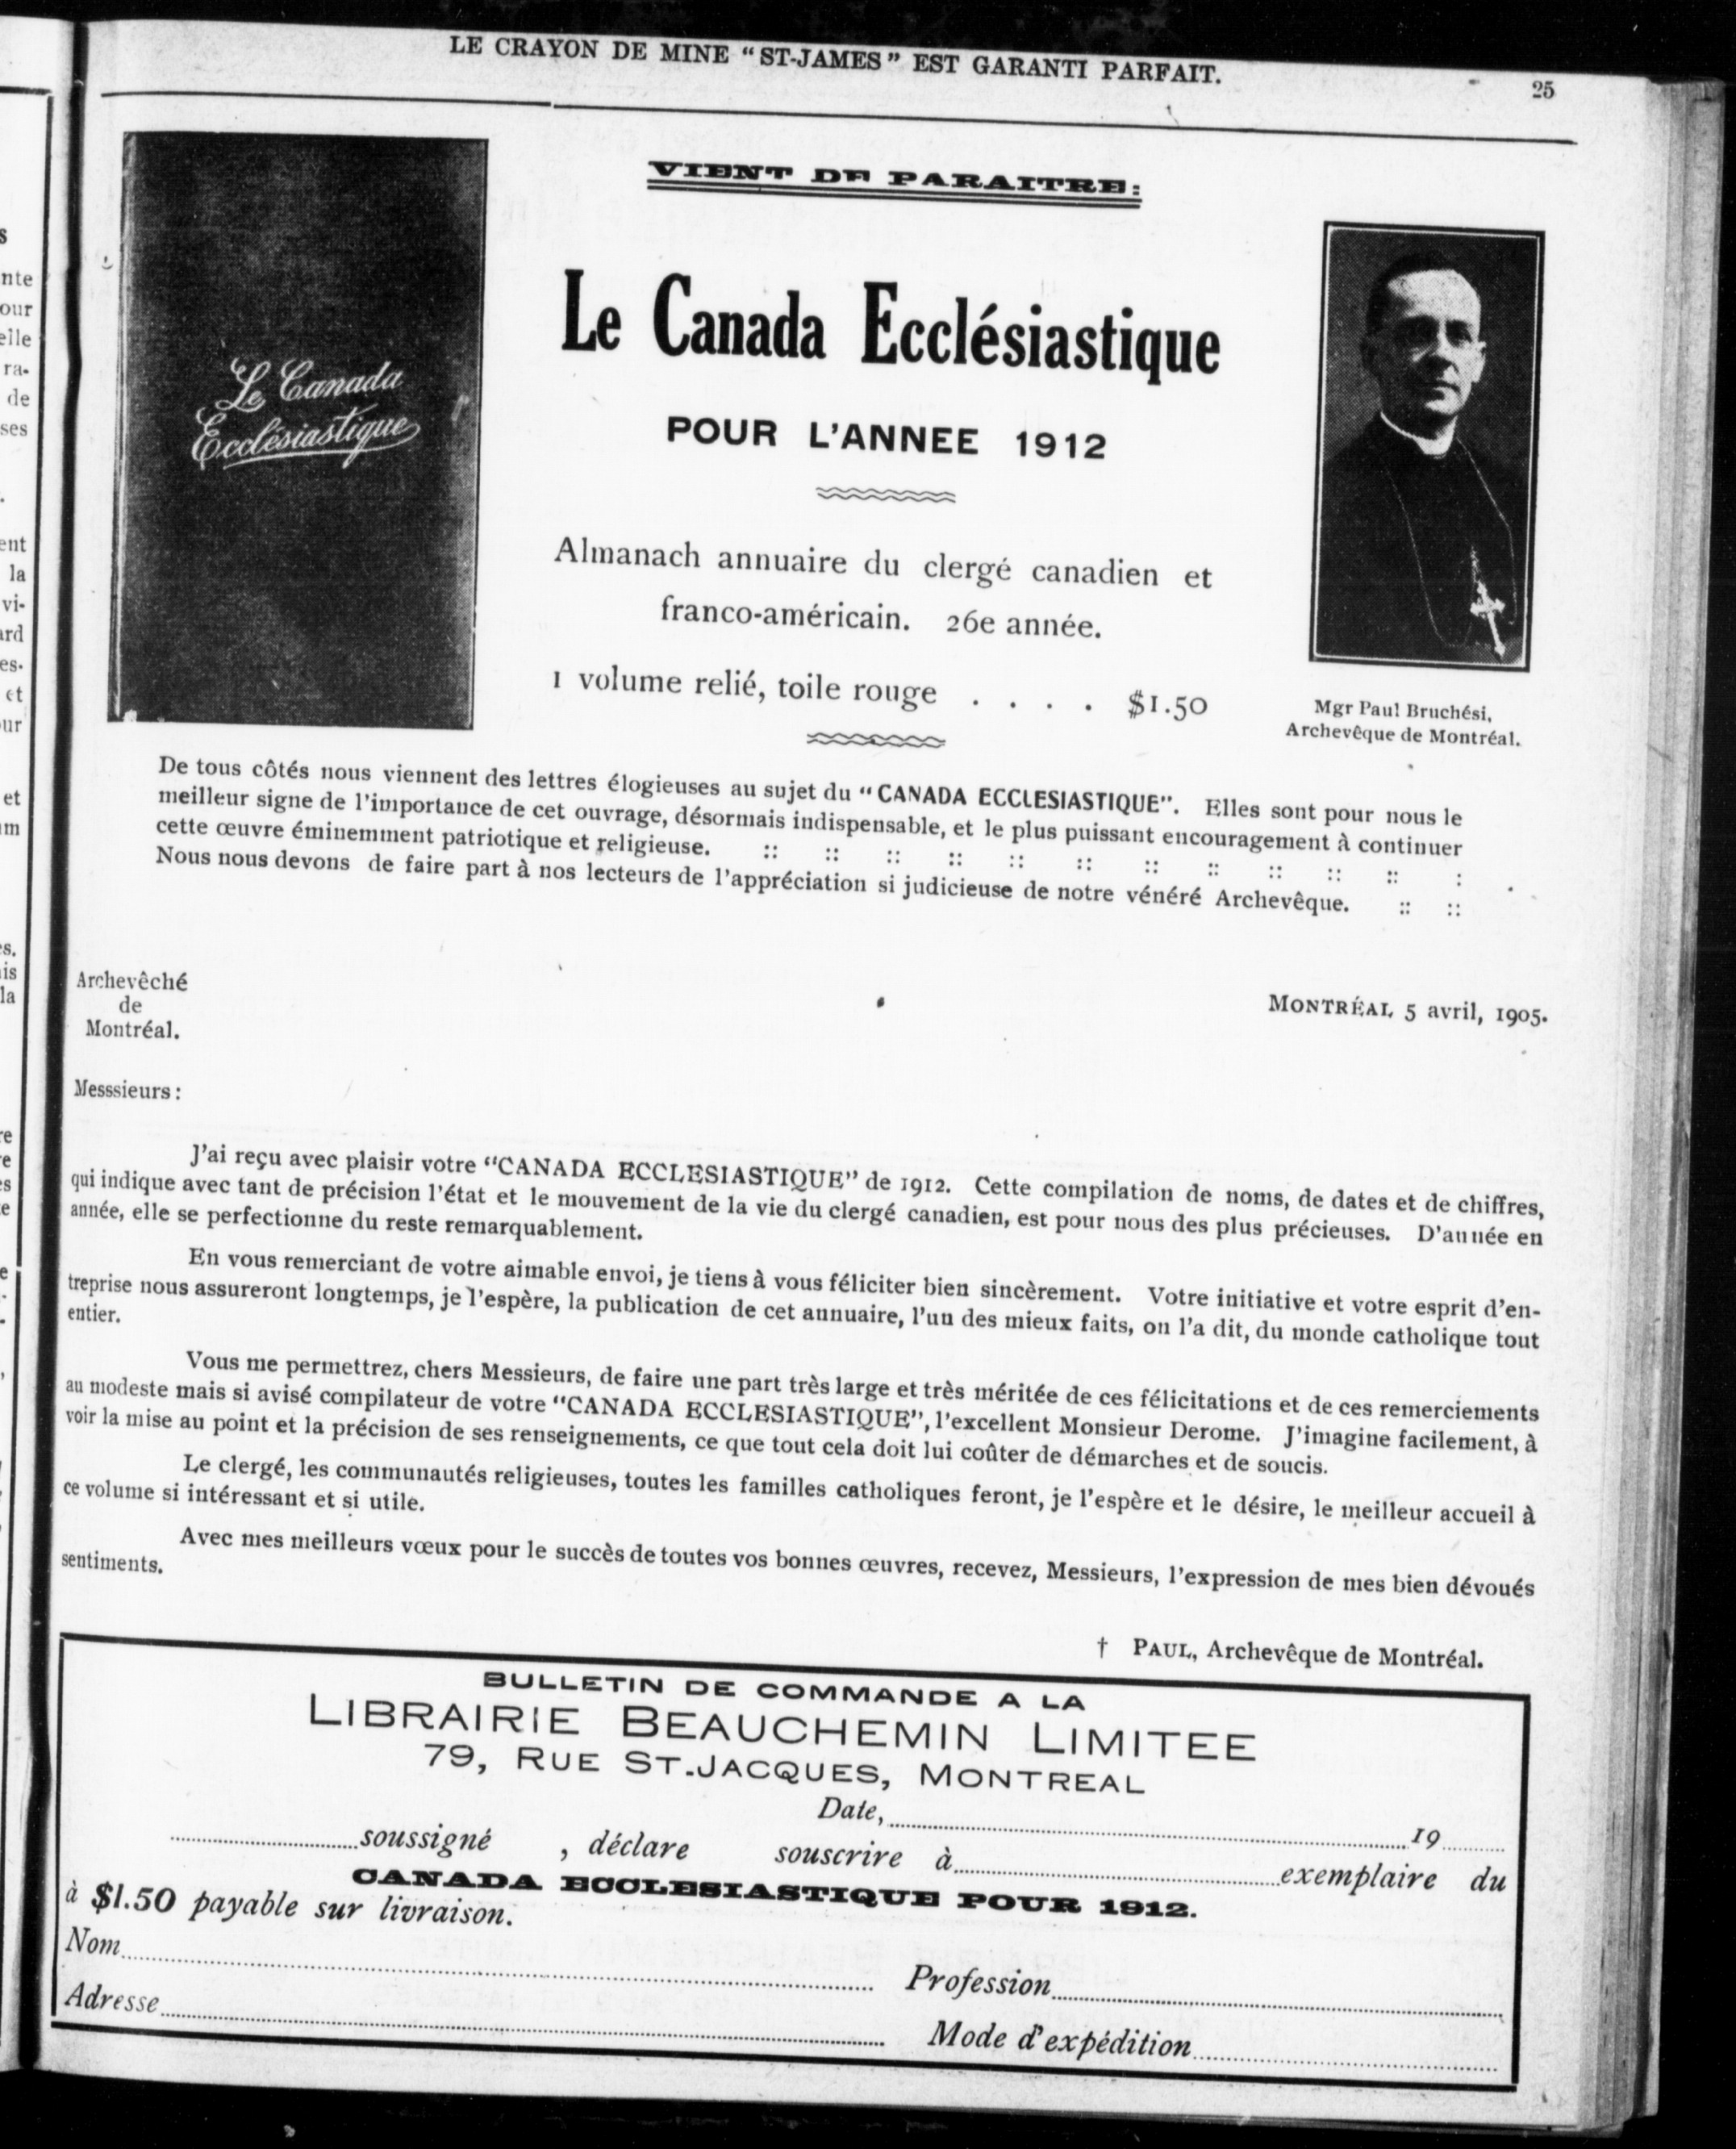 LE CRAYON DE MINE "ST-JAMES" EST GARANTI PARFAIT.
25
VIENT DE PARAITRE:
Le Canada
Ecclésiastique
Le Canada Ecclésiastique
POUR L'ANNEE 1912
Almanach annuaire du clergé canadien et
franco-américain. 26e année.
1 volume relié, toile rouge . . . . $1.50
Mgr Paul Bruchési,
Archevêque de Montréal.
De tous côtés nous viennent des lettres élogieuses au sujet du "CANADA ECCLESIASTIQUE". Elles sont pour nous le
meilleur signe de l'importance de cet ouvrage, désormais indispensable, et le plus puissant encouragement à continuer
cette œuvre éminemment patriotique et religieuse. :: :: :: :: :: :: :: :: :: :: :: :
Nous nous devons de faire part à nos lecteurs de l'appréciation si judicieuse de notre vénéré Archevêque. :: ::
Archevêché
de
Montréal.
MONTRÉAL 5 avril, 1905.
Messsieurs :
J'ai reçu avec plaisir votre "CANADA ECCLESIASTIQUE" de 1912. Cette compilation de noms, de dates et de chiffres,
qui indique avec tant de précision l'état et le mouvement de la vie du clergé canadien, est pour nous des plus précieuses. D'année en
année, elle se perfectionne du reste remarquablement.
En vous remerciant de votre aimable envoi, je tiens à vous féliciter bien sincèrement. Votre initiative et votre esprit d'en-
treprise nous assureront longtemps, je l'espère, la publication de cet annuaire, l'un des mieux faits, on l'a dit, du monde catholique tout
entier.
Vous me permettrez, chers Messieurs, de faire une part très large et très méritée de ces félicitations et de ces remerciements
au modeste mais si avisé compilateur de votre "CANADA ECCLESIASTIQUE", l'excellent Monsieur Derome. J'imagine facilement, à
voir la mise au point et la précision de ses renseignements, ce que tout cela doit lui coûter de démarches et de soucis.
Le clergé, les communautés religieuses, toutes les familles catholiques feront, je l'espère et le désire, le meilleur accueil à
ce volume si intéressant et si utile.
Avec mes meilleurs vœux pour le succès de toutes vos bonnes œuvres, recevez, Messieurs, l'expression de mes bien dévoués
sentiments.
† PAUL, Archevêque de Montréal.
BULLETIN DE COMMANDE A LA
LIBRAIRIE BEAUCHEMIN LIMITEE
79, RUE ST.JACQUES, MONTREAL
Date, 19
soussigné , déclare souscrire à exemplaire du
CANADA ECCLESIASTIQUE POUR 1912.
à $1.50 payable sur livraison.
Nom Profession
Adresse Mode d'expédition